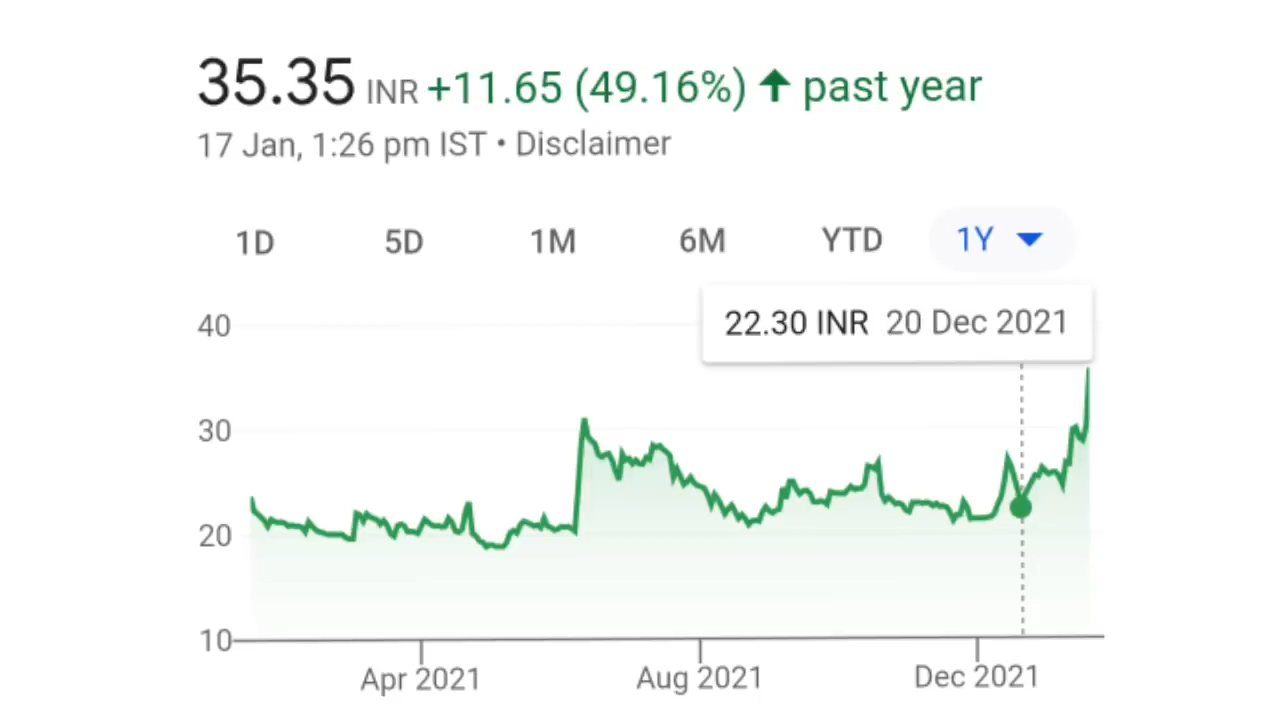 35.35 INR +11.65 (49.16%) ↑ past year
17 Jan, 1:26 pm IST • Disclaimer
1D 5D 1M 6M YTD 1Y
22.30 INR 20 Dec 2021
40
30
20
10
Apr 2021 Aug 2021 Dec 2021